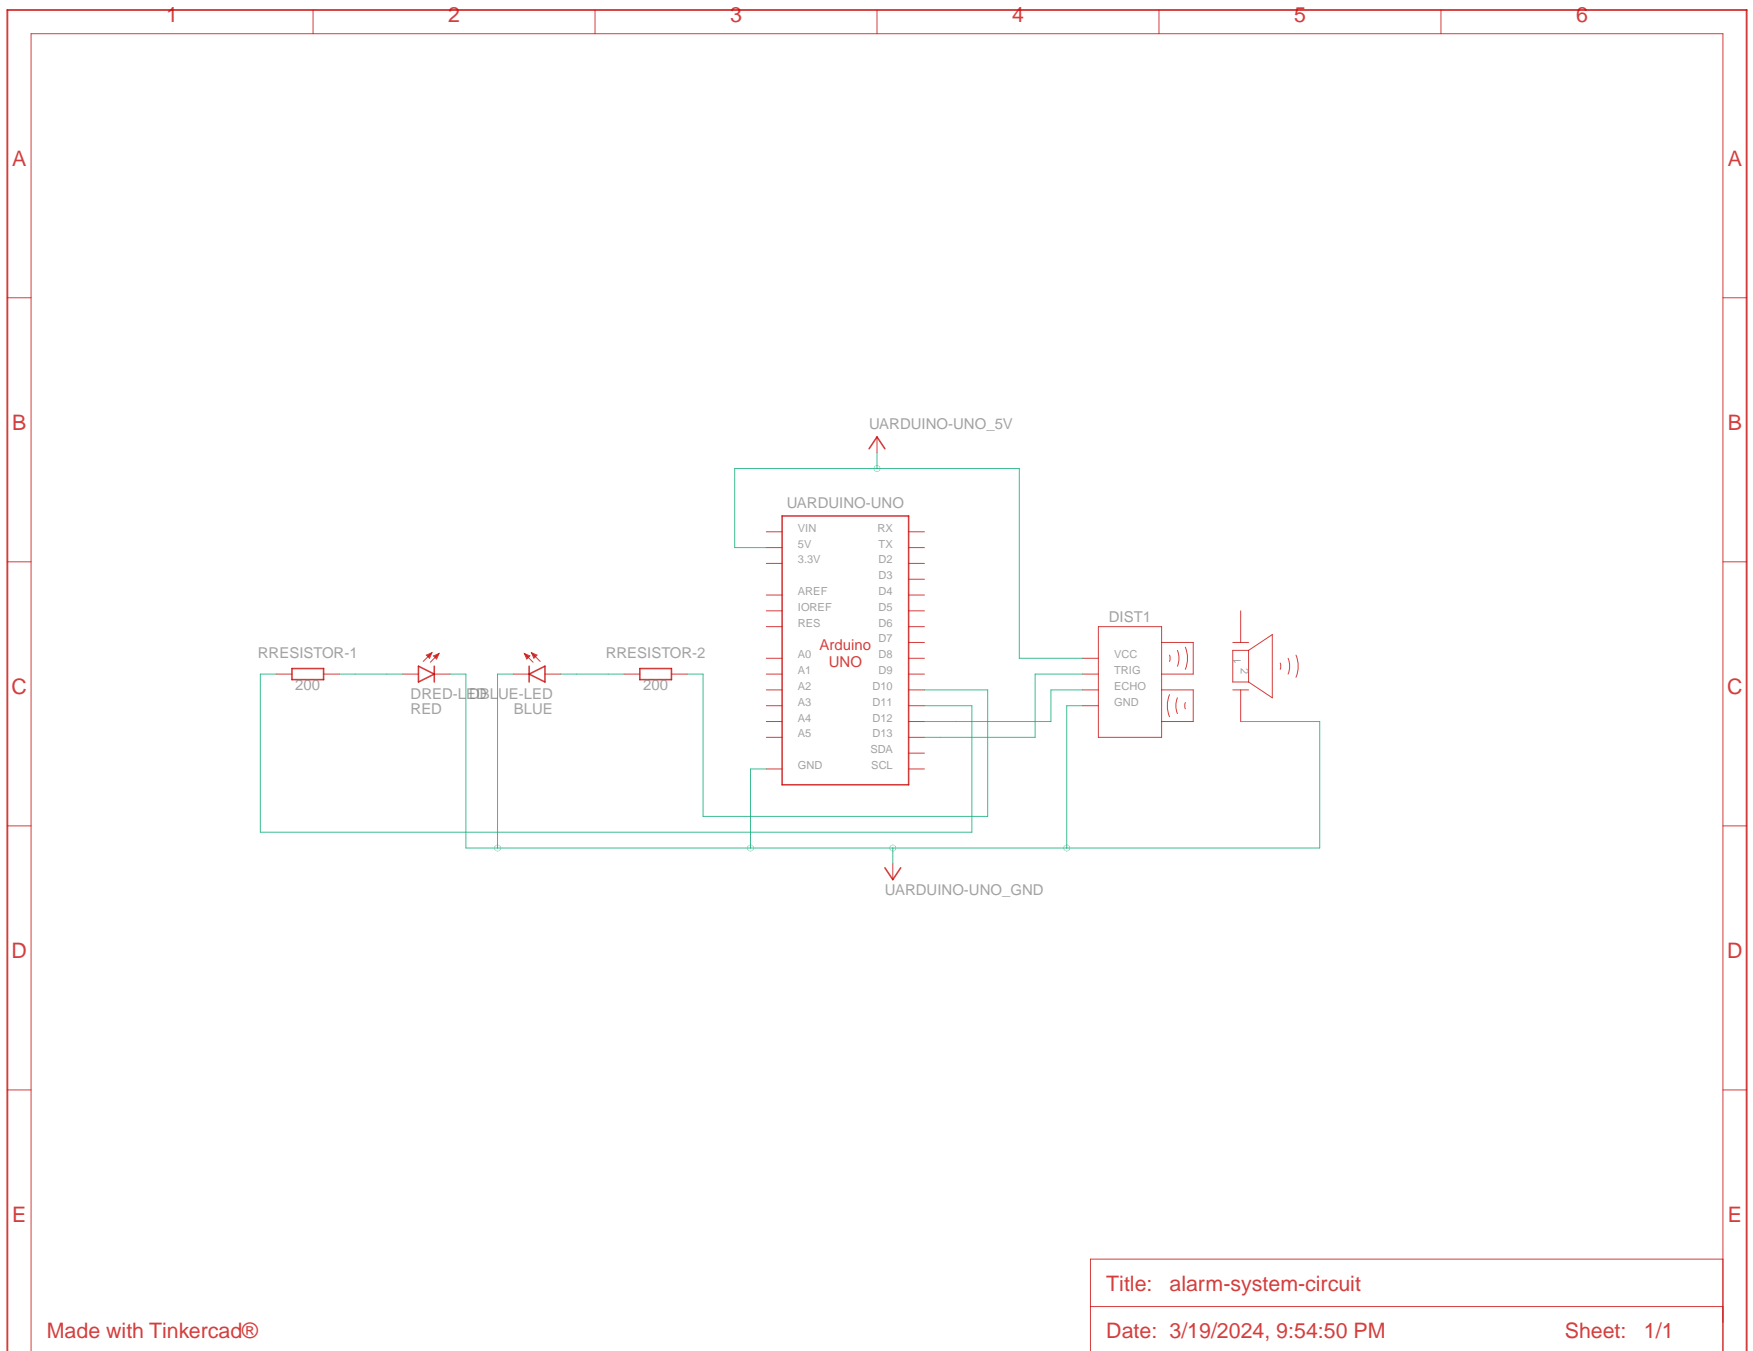 1 2 3 4 5 6
A A
B B
UARDUINO-UNO_5V
UARDUINO-UNO
VIN RX
5V TX
3.3V D2
D3
AREF D4
IOREF D5
RES D6
D7
Arduino
UNO
A0 D8
A1 D9
A2 D10
A3 D11
A4 D12
A5 D13
SDA
GND SCL
DIST1
VCC
TRIG
ECHO
GND
1
2
RRESISTOR-1
200
DRED-LED
RED
DBLUE-LED
BLUE
RRESISTOR-2
200
C C
UARDUINO-UNO_GND
D D
E E
Title: alarm-system-circuit
Made with Tinkercad®
Date: 3/19/2024, 9:54:50 PM Sheet: 1/1